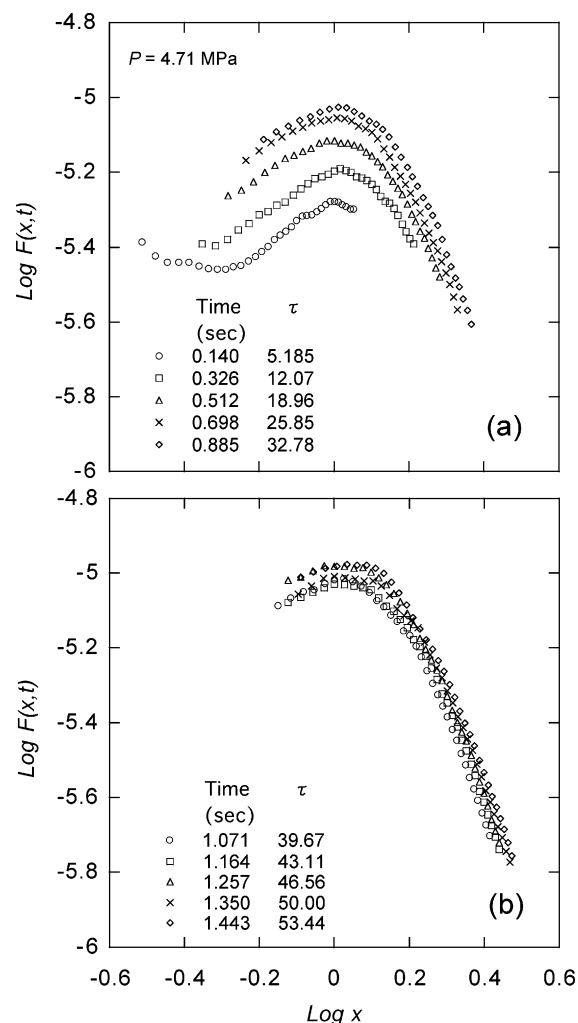 -4.8
P = 4.71 MPa
-5
-5.2
Log F(x,t)
-5.4
-5.6
-5.8
-6
Time τ
(sec)
0.140 5.185
0.326 12.07
0.512 18.96
0.698 25.85
0.885 32.78
(a)
-4.8
-5
-5.2
Log F(x,t)
-5.4
-5.6
-5.8
-6
Time τ
(sec)
1.071 39.67
1.164 43.11
1.257 46.56
1.350 50.00
1.443 53.44
(b)
-0.6 -0.4 -0.2 0 0.2 0.4 0.6
Log x